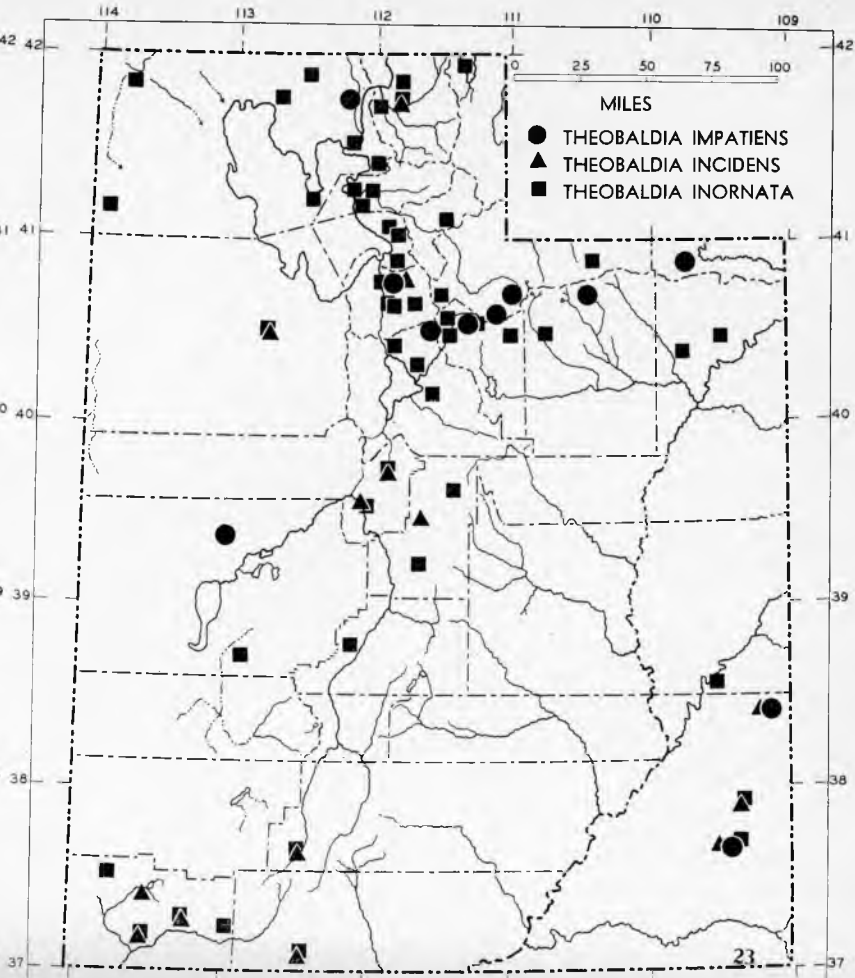 114 113 112 111 110 109
42 42 42
0 25 50 75 100
MILES
THEOBALDIA IMPATIENS
THEOBALDIA INCIDENS
THEOBALDIA INORNATA
41 41
40
39 39
38 38
37 37
23